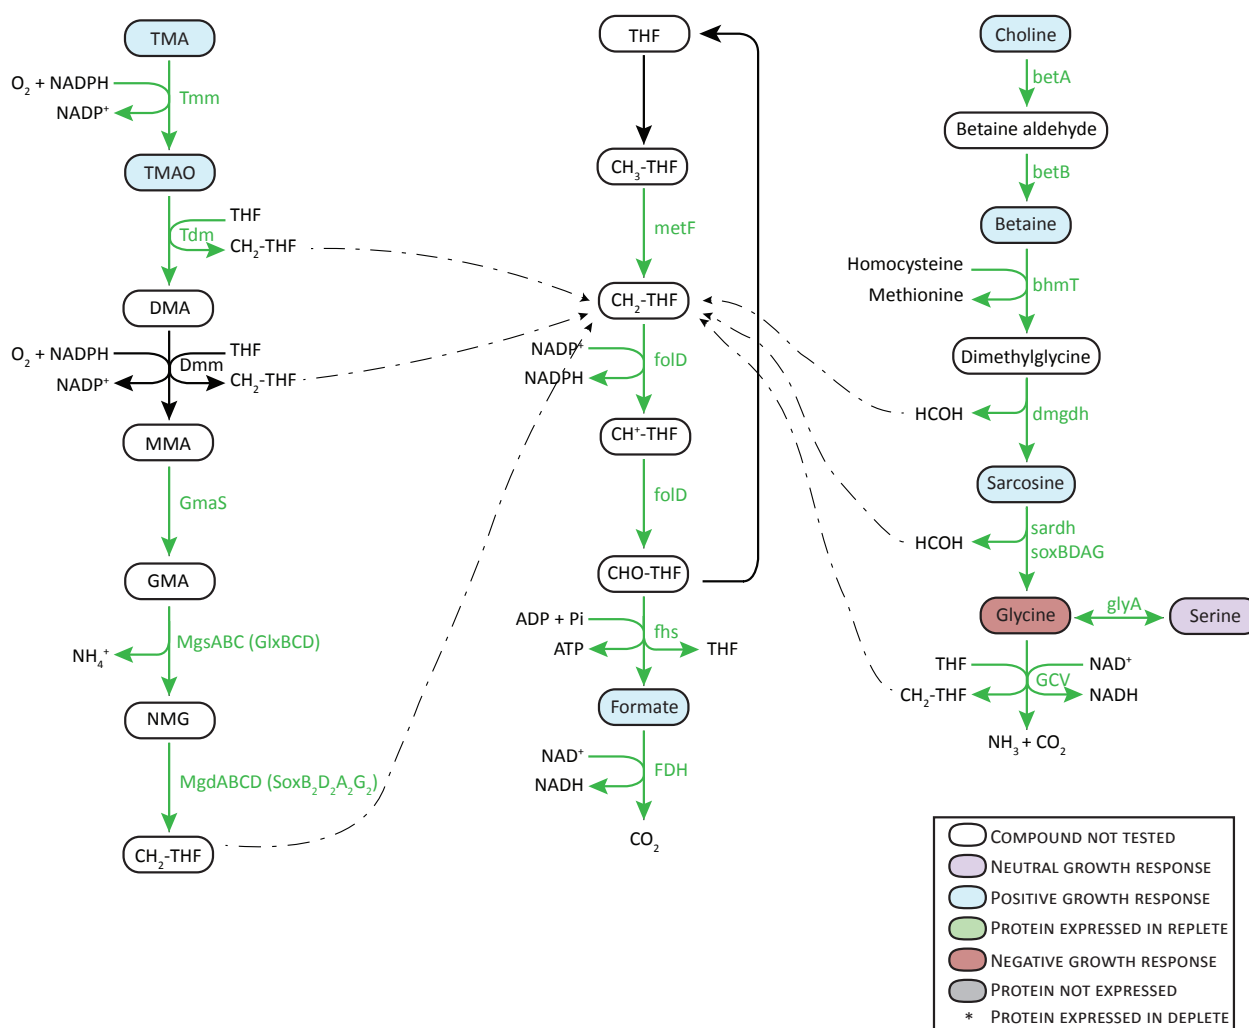 TMA
O2 + NADPH
Tmm
NADP+
TMAO
THF
Tdm
CH2-THF
DMA
O2 + NADPH
THF
Dmm
NADP+
CH2-THF
MMA
GmaS
GMA
MgsABC (GlxBCD)
NH4+
NMG
MgdABCD (SoxB2D2A2G2)
CH2-THF
THF
CH3-THF
metF
CH2-THF
NADP+
folD
NADPH
CH+-THF
folD
CHO-THF
ADP + Pi
fhs
ATP
THF
Formate
NAD+
FDH
NADH
CO2
Choline
betA
Betaine aldehyde
betB
Betaine
Homocysteine
bhmT
Methionine
Dimethylglycine
HCOH
dmgdh
Sarcosine
sardh
HCOH
soxBDAG
Glycine
glyA
Serine
THF
NAD+
GCV
CH2-THF
NADH
NH3 + CO2
COMPOUND NOT TESTED
NEUTRAL GROWTH RESPONSE
POSITIVE GROWTH RESPONSE
PROTEIN EXPRESSED IN REPLETE
NEGATIVE GROWTH RESPONSE
PROTEIN NOT EXPRESSED
* PROTEIN EXPRESSED IN DEPLETE